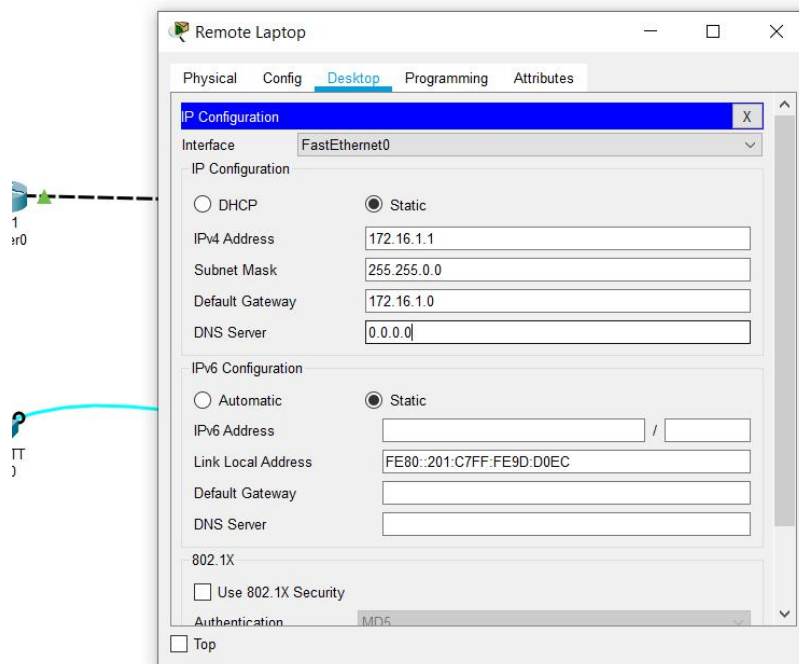 Remote Laptop
Physical Config Desktop Programming Attributes
IP Configuration X
Interface FastEthernet0
IP Configuration
DHCP Static
IPv4 Address 172.16.1.1
Subnet Mask 255.255.0.0
Default Gateway 172.16.1.0
DNS Server 0.0.0.0
IPv6 Configuration
Automatic Static
IPv6 Address /
Link Local Address FE80::201:C7FF:FE9D:D0EC
Default Gateway
DNS Server
802.1X
Use 802.1X Security
Authentication MD5
Top
1
er0
TT